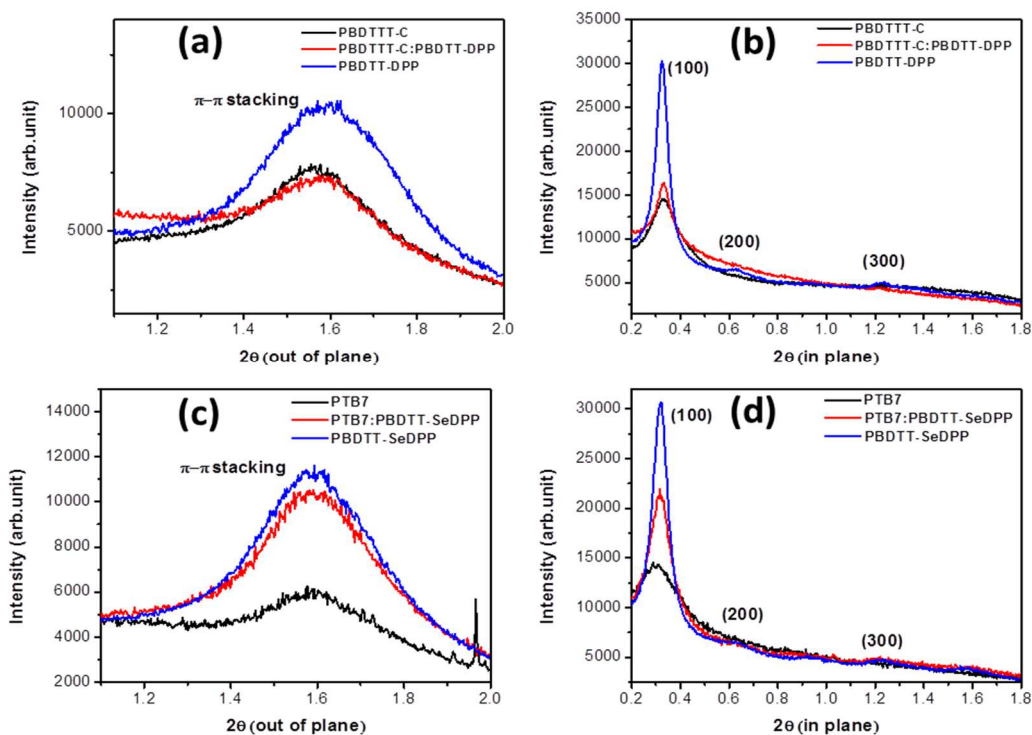 (a)
PBDTTT-C
PBDTTT-C:PBDTT-DPP
PBDTT-DPP
π-π stacking
10000
5000
Intensity (arb.unit)
1.2 1.4 1.6 1.8 2.0
2θ (out of plane)
(b)
PBDTTT-C
PBDTTT-C:PBDTT-DPP
PBDTT-DPP
(100)
(200)
(300)
35000
30000
25000
20000
15000
10000
5000
Intensity (arb.unit)
0.2 0.4 0.6 0.8 1.0 1.2 1.4 1.6 1.8
2θ (in plane)
(c)
PTB7
PTB7:PBDTT-SeDPP
PBDTT-SeDPP
π-π stacking
14000
12000
10000
8000
6000
4000
2000
Intensity (arb.unit)
1.2 1.4 1.6 1.8 2.0
2θ (out of plane)
(d)
PTB7
PTB7:PBDTT-SeDPP
PBDTT-SeDPP
(100)
(200)
(300)
30000
25000
20000
15000
10000
5000
Intensity (arb.unit)
0.2 0.4 0.6 0.8 1.0 1.2 1.4 1.6 1.8
2θ (in plane)